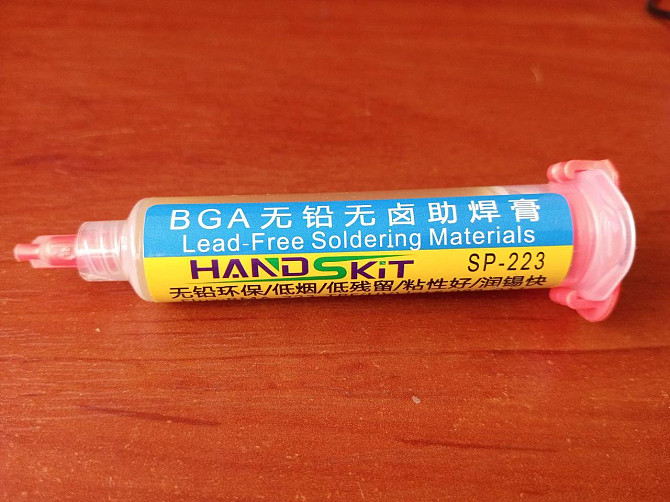 BGA无铅无卤助焊膏
Lead-Free Soldering Materials
HANDSKIT SP-223
无铅环保/低烟/低残留/粘性好/润锡快